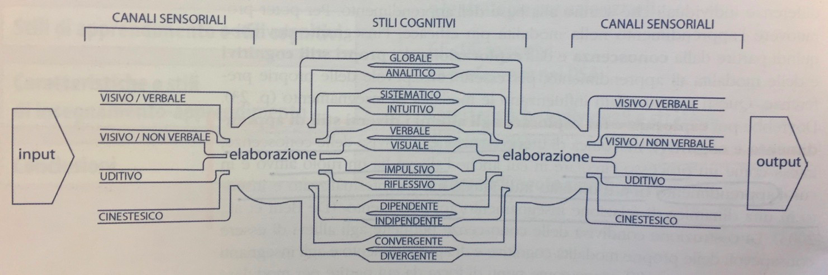 CANALI SENSORIALI
STILI COGNITIVI
CANALI SENSORIALI
input
VISIVO / VERBALE
VISIVO / NON VERBALE
UDITIVO
CINESTESICO
elaborazione
GLOBALE
ANALITICO
SISTEMATICO
INTUITIVO
VERBALE
VISUALE
IMPULSIVO
RIFLESSIVO
DIPENDENTE
INDIPENDENTE
CONVERGENTE
DIVERGENTE
elaborazione
VISIVO / VERBALE
VISIVO / NON VERBALE
UDITIVO
CINESTESICO
output